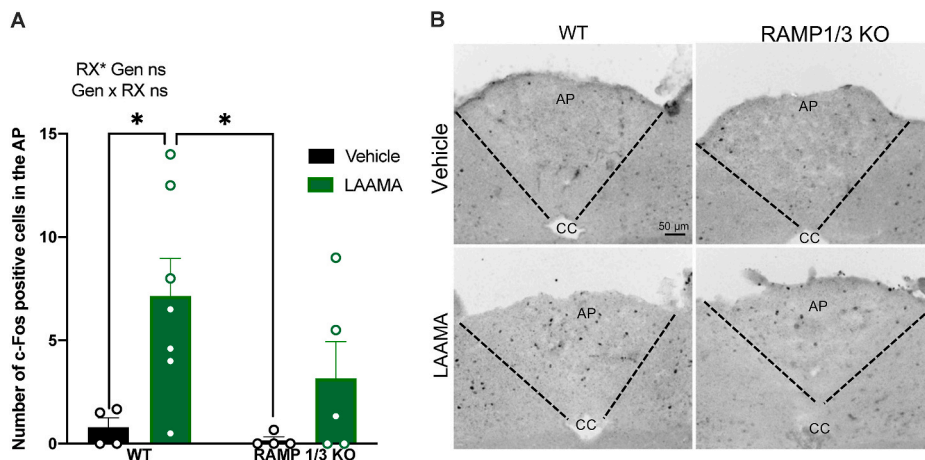 A
RX* Gen ns
Gen x RX ns
*
*
Number of c-Fos positive cells in the AP
15
10
5
0
WT
RAMP 1/3 KO
Vehicle
LAAMA
B
WT
RAMP1/3 KO
Vehicle
AP
CC
50 µm
AP
CC
LAAMA
AP
CC
AP
CC